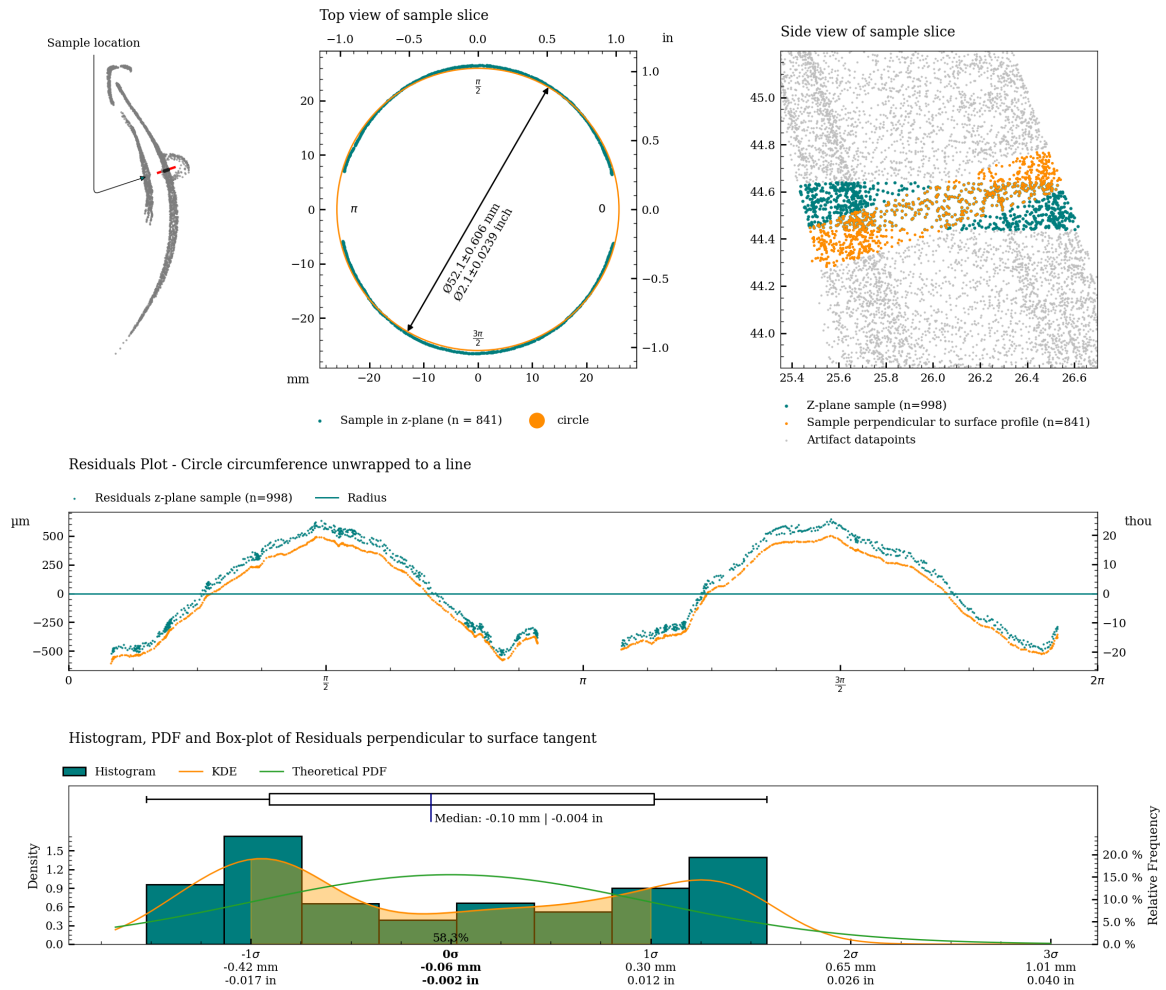 Sample location
Top view of sample slice
−1.0 −0.5 0.0 0.5 1.0 in
20
10
0
−10
−20
1.0
0.5
0.0
−0.5
−1.0
π/2
π
0
3π/2
Ø52.1±0.606 mm
Ø2.1±0.0239 inch
mm −20 −10 0 10 20
Sample in z-plane (n = 841) circle
Side view of sample slice
45.0
44.8
44.6
44.4
44.2
44.0
25.4 25.6 25.8 26.0 26.2 26.4 26.6
Z-plane sample (n=998)
Sample perpendicular to surface profile (n=841)
Artifact datapoints
Residuals Plot - Circle circumference unwrapped to a line
Residuals z-plane sample (n=998) Radius
µm
500
250
0
−250
−500
thou
20
10
0
−10
−20
0 π/2 π 3π/2 2π
Histogram, PDF and Box-plot of Residuals perpendicular to surface tangent
Histogram KDE Theoretical PDF
Median: -0.10 mm | -0.004 in
Density
1.5
1.2
0.9
0.6
0.3
0.0
Relative Frequency
20.0 %
15.0 %
10.0 %
5.0 %
0.0 %
58.3%
-1σ 0σ 1σ 2σ 3σ
-0.42 mm -0.06 mm 0.30 mm 0.65 mm 1.01 mm
-0.017 in -0.002 in 0.012 in 0.026 in 0.040 in